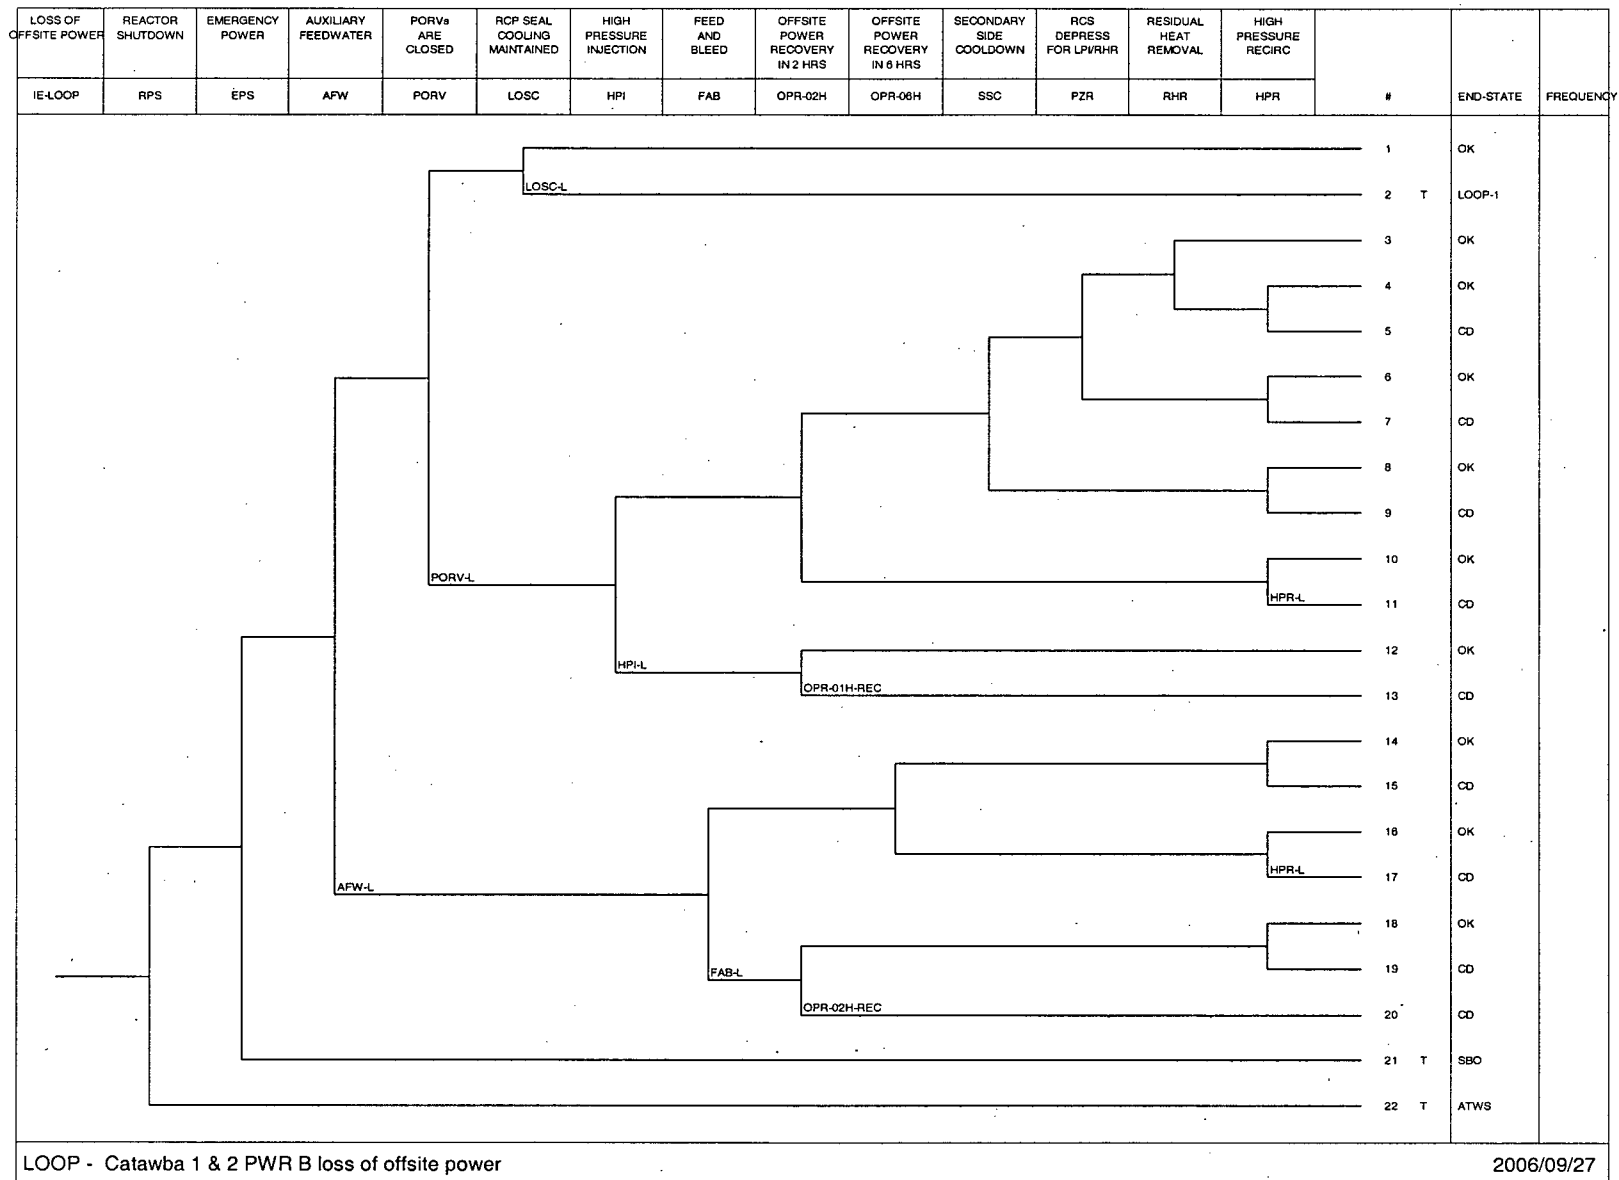 LOSS OF OFFSITE POWER
REACTOR SHUTDOWN
EMERGENCY POWER
AUXILIARY FEEDWATER
PORVs ARE CLOSED
RCP SEAL COOLING MAINTAINED
HIGH PRESSURE INJECTION
FEED AND BLEED
OFFSITE POWER RECOVERY IN 2 HRS
OFFSITE POWER RECOVERY IN 6 HRS
SECONDARY SIDE COOLDOWN
RCS DEPRESS FOR LPI/RHR
RESIDUAL HEAT REMOVAL
HIGH PRESSURE RECIRC
IE-LOOP RPS EPS AFW PORV LOSC HPI FAB OPR-02H OPR-06H SSC PZR RHR HPR # END-STATE FREQUENCY
1 OK
LOSC-L
2 T LOOP-1
3 OK
4 OK
5 CD
6 OK
7 CD
8 OK
9 CD
10 OK
PORV-L
HPR-L
11 CD
12 OK
HPI-L
OPR-01H-REC
13 CD
14 OK
15 CD
16 OK
HPR-L
17 CD
AFW-L
18 OK
19 CD
FAB-L
OPR-02H-REC
20 CD
21 T SBO
22 T ATWS
LOOP - Catawba 1 & 2 PWR B loss of offsite power
2006/09/27